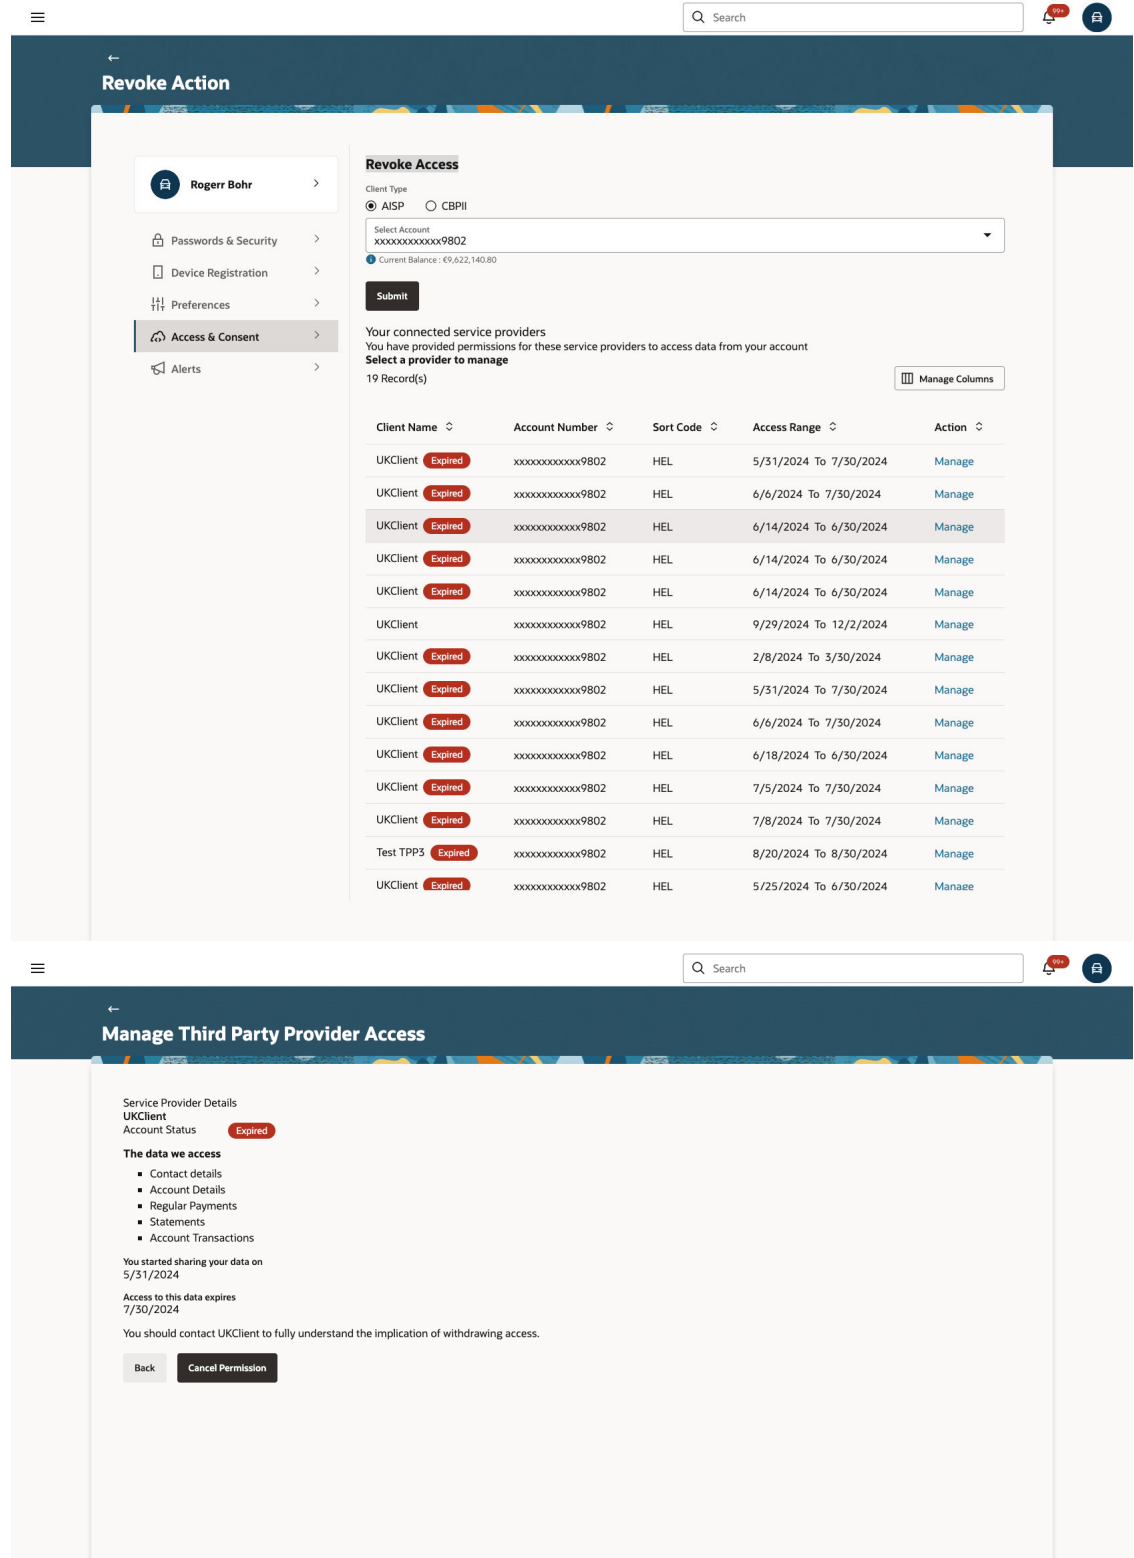 Search
99+
Revoke Action
Rogerr Bohr
Passwords & Security
Device Registration
Preferences
Access & Consent
Alerts
Revoke Access
Client Type
AISP CBPII
Select Account
xxxxxxxxxxxx9802
Current Balance : €9,622,140.80
Submit
Your connected service providers
You have provided permissions for these service providers to access data from your account
Select a provider to manage
19 Record(s)
Manage Columns
Client Name Account Number Sort Code Access Range Action
UKClient Expired xxxxxxxxxxxx9802 HEL 5/31/2024 To 7/30/2024 Manage
UKClient Expired xxxxxxxxxxxx9802 HEL 6/6/2024 To 7/30/2024 Manage
UKClient Expired xxxxxxxxxxxx9802 HEL 6/14/2024 To 6/30/2024 Manage
UKClient Expired xxxxxxxxxxxx9802 HEL 6/14/2024 To 6/30/2024 Manage
UKClient Expired xxxxxxxxxxxx9802 HEL 6/14/2024 To 6/30/2024 Manage
UKClient xxxxxxxxxxxx9802 HEL 9/29/2024 To 12/2/2024 Manage
UKClient Expired xxxxxxxxxxxx9802 HEL 2/8/2024 To 3/30/2024 Manage
UKClient Expired xxxxxxxxxxxx9802 HEL 5/31/2024 To 7/30/2024 Manage
UKClient Expired xxxxxxxxxxxx9802 HEL 6/6/2024 To 7/30/2024 Manage
UKClient Expired xxxxxxxxxxxx9802 HEL 6/18/2024 To 6/30/2024 Manage
UKClient Expired xxxxxxxxxxxx9802 HEL 7/5/2024 To 7/30/2024 Manage
UKClient Expired xxxxxxxxxxxx9802 HEL 7/8/2024 To 7/30/2024 Manage
Test TPP3 Expired xxxxxxxxxxxx9802 HEL 8/20/2024 To 8/30/2024 Manage
UKClient Expired xxxxxxxxxxxx9802 HEL 5/25/2024 To 6/30/2024 Manage
Search
99+
Manage Third Party Provider Access
Service Provider Details
UKClient
Account Status Expired
The data we access
Contact details
Account Details
Regular Payments
Statements
Account Transactions
You started sharing your data on
5/31/2024
Access to this data expires
7/30/2024
You should contact UKClient to fully understand the implication of withdrawing access.
Back Cancel Permission